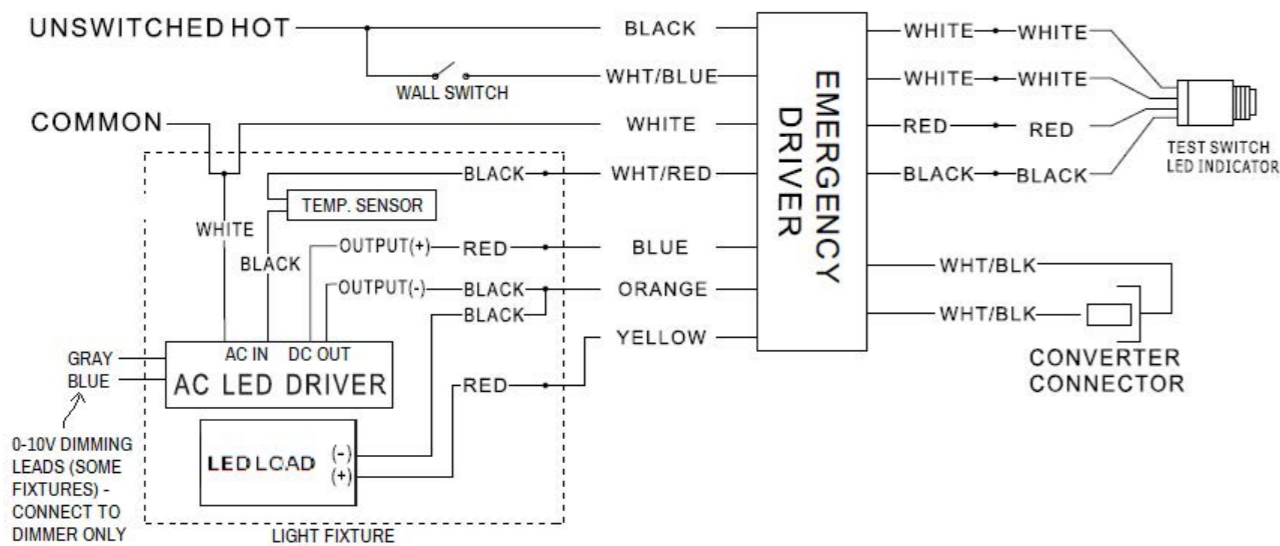 UNSWITCHED HOT
BLACK
WHT/BLUE
WALL SWITCH
COMMON
WHITE
BLACK
WHT/RED
TEMP. SENSOR
WHITE
BLACK
OUTPUT(+)
RED
BLUE
OUTPUT(-)
BLACK
ORANGE
BLACK
YELLOW
GRAY
BLUE
AC IN
DC OUT
AC LED DRIVER
RED
0-10V DIMMING
LEADS (SOME
FIXTURES) -
CONNECT TO
DIMMER ONLY
LED LOAD
(-)
(+)
LIGHT FIXTURE
EMERGENCY
DRIVER
WHITE
WHITE
WHITE
WHITE
RED
RED
BLACK
BLACK
TEST SWITCH
LED INDICATOR
WHT/BLK
WHT/BLK
CONVERTER
CONNECTOR